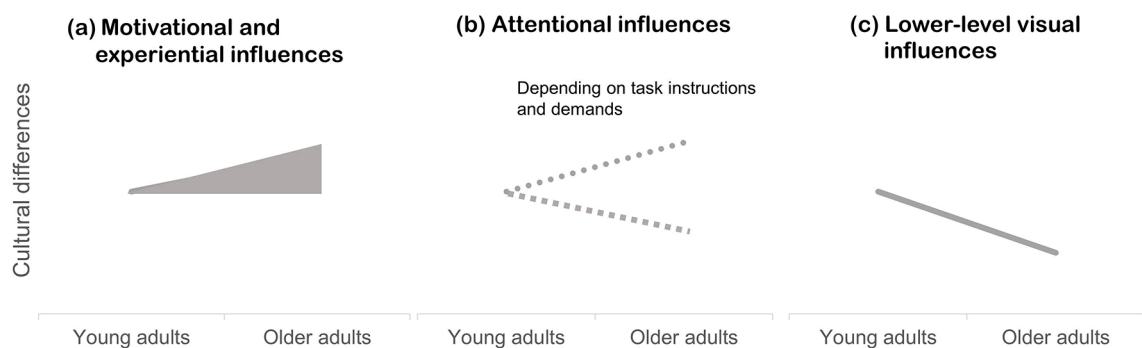 (a) Motivational and
experiential influences
(b) Attentional influences
(c) Lower-level visual
influences
Depending on task instructions
and demands
Cultural differences
Young adults
Older adults
Young adults
Older adults
Young adults
Older adults